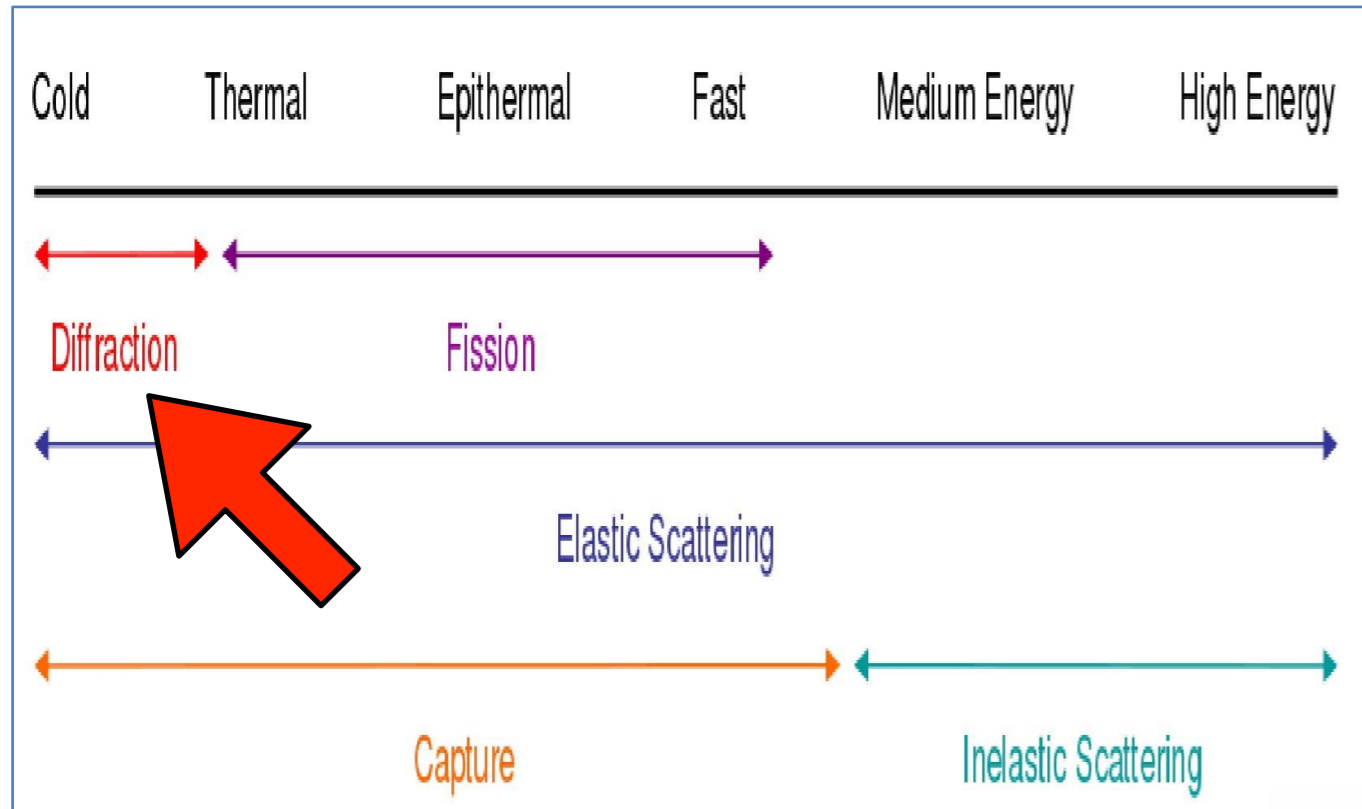 Cold Thermal Epithermal Fast Medium Energy High Energy
Diffraction Fission
Elastic Scattering
Capture Inelastic Scattering